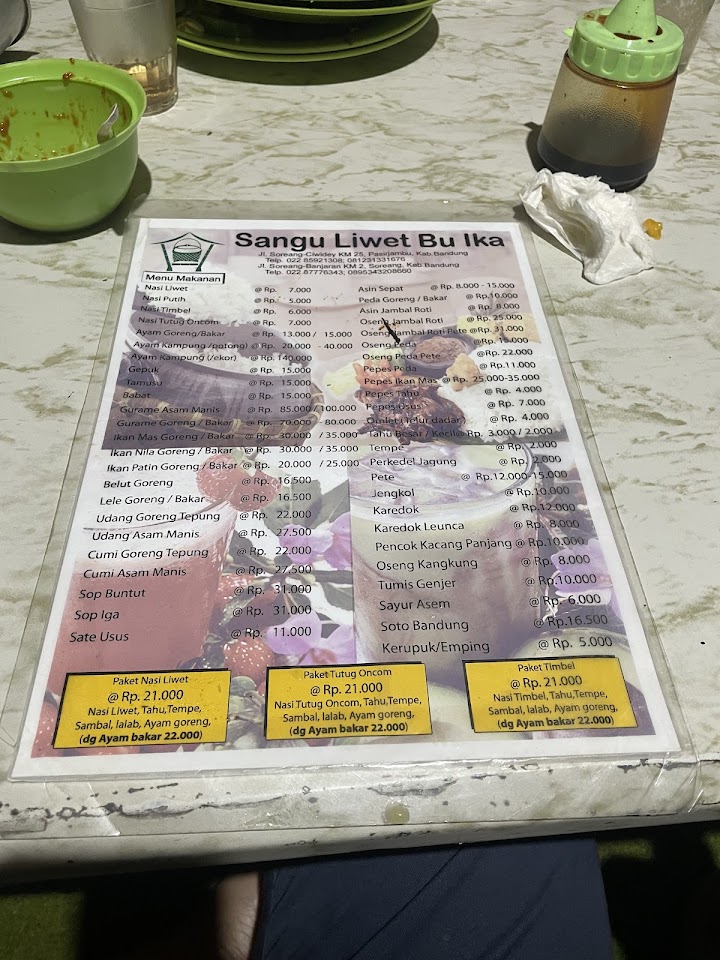 Sangu Liwet Bu Ika
Jl. Soreang-Ciwidey KM 25, Pasirjambu, Kab.Bandung
Telp. 022 85921308; 081231331676
Jl. Soreang-Banjaran KM 2, Soreang, Kab Bandung
Telp. 022 87776343; 0895343208660
Menu Makanan
Nasi Liwet @ Rp. 7.000
Nasi Putih @ Rp. 5.000
Nasi Timbel @ Rp. 6.000
Nasi Tutug Oncom @ Rp. 7.000
Ayam Goreng/Bakar @ Rp. 13.000 / 15.000
Ayam Kampung (/potong) @ Rp. 20.000 - 40.000
Ayam Kampung (/ekor) @ Rp. 140.000
Gepuk @ Rp. 15.000
Tamusu @ Rp. 15.000
Babat @ Rp. 15.000
Gurame Asam Manis @ Rp. 85.000 / 100.000
Gurame Goreng / Bakar @ Rp. 70.000 - 80.000
Ikan Mas Goreng / Bakar @ Rp. 30.000 / 35.000
Ikan Nila Goreng / Bakar @ Rp. 30.000 / 35.000
Ikan Patin Goreng / Bakar @ Rp. 20.000 / 25.000
Belut Goreng @ Rp. 16.500
Lele Goreng / Bakar @ Rp. 16.500
Udang Goreng Tepung @ Rp. 22.000
Udang Asam Manis @ Rp. 27.500
Cumi Goreng Tepung @ Rp. 22.000
Cumi Asam Manis @ Rp. 27.500
Sop Buntut @ Rp. 31.000
Sop Iga @ Rp. 31.000
Sate Usus @ Rp. 11.000
Asin Sepat @ Rp. 8.000 - 15.000
Peda Goreng / Bakar @ Rp.10.000
Asin Jambal Roti @ Rp. 8.000
Oseng Jambal Roti @ Rp. 25.000
Oseng Jambal Roti Pete @ Rp. 31.000
Oseng Peda @ Rp. 15.000
Oseng Peda Pete @ Rp. 22.000
Pepes Peda @ Rp.11.000
Pepes Ikan Mas @ Rp. 25.000-35.000
Pepes Tahu @ Rp. 4.000
Pepes Usus @ Rp. 7.000
Omlet (Telur dadar) @ Rp. 4.000
Tahu Besar / Kecil@ Rp. 3.000 / 2.000
Tempe @ Rp. 2.000
Perkedel Jagung @ Rp. 2.000
Pete @ Rp.12.000-15.000
Jengkol @ Rp.10.000
Karedok @ Rp.12.000
Karedok Leunca @ Rp. 8.000
Pencok Kacang Panjang @ Rp.10.000
Oseng Kangkung @ Rp. 8.000
Tumis Genjer @ Rp.10.000
Sayur Asem @ Rp. 6.000
Soto Bandung @ Rp.16.500
Kerupuk/Emping @ Rp. 5.000
Paket Nasi Liwet
@ Rp. 21.000
Nasi Liwet, Tahu,Tempe,
Sambal, lalab, Ayam goreng,
(dg Ayam bakar 22.000)
Paket Tutug Oncom
@ Rp. 21.000
Nasi Tutug Oncom, Tahu,Tempe,
Sambal, lalab, Ayam goreng,
(dg Ayam bakar 22.000)
Paket Timbel
@ Rp. 21.000
Nasi Timbel, Tahu,Tempe,
Sambal, lalab, Ayam goreng,
(dg Ayam bakar 22.000)